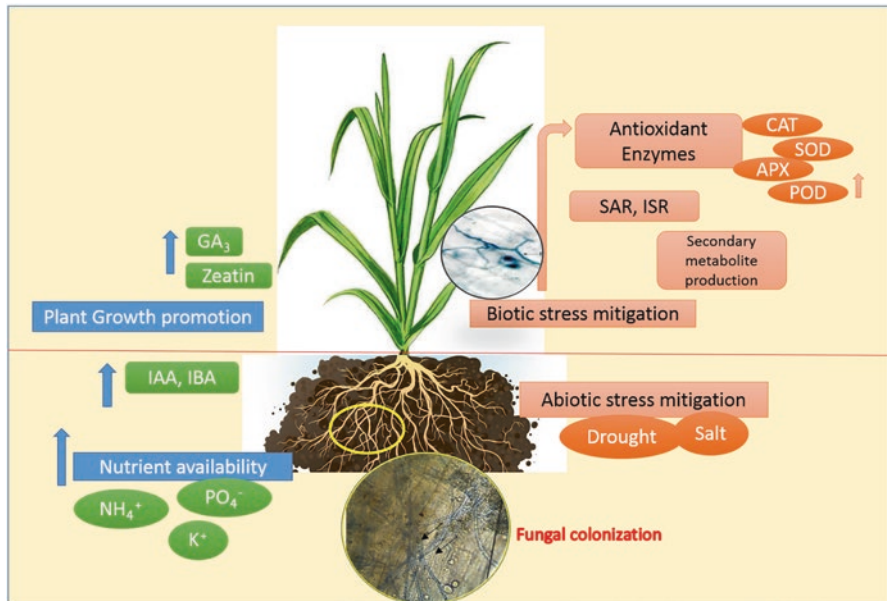 Antioxidant
Enzymes
CAT
SOD
APX
POD
SAR, ISR
Secondary
metabolite
production
GA₃
Zeatin
Plant Growth promotion
Biotic stress mitigation
IAA, IBA
Abiotic stress mitigation
Drought
Salt
Nutrient availability
NH₄⁺
PO₄⁻
K⁺
Fungal colonization